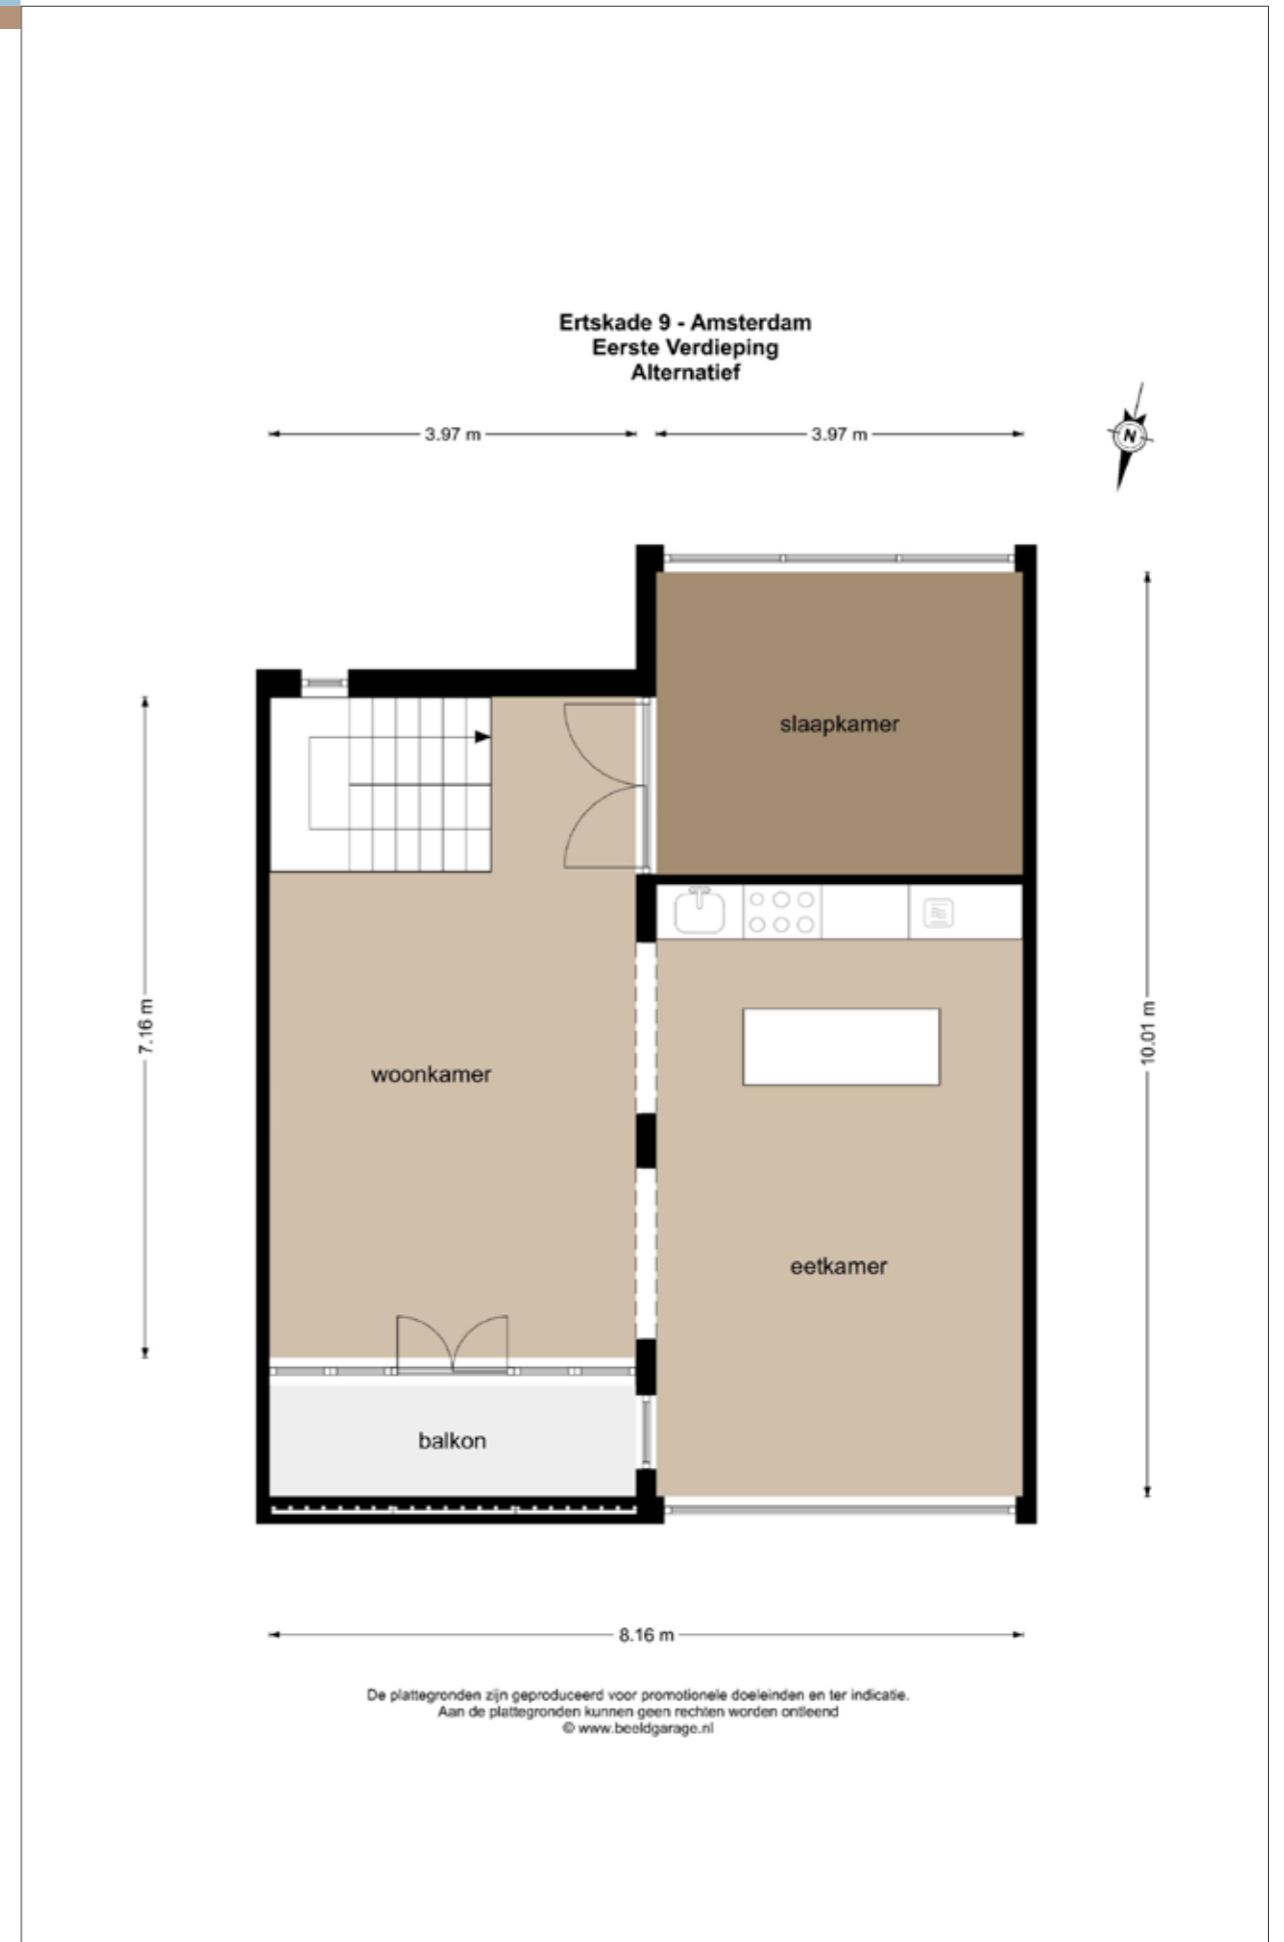 Ertskade 9 - Amsterdam
Eerste Verdieping
Alternatief
3.97 m
3.97 m
N
slaapkamer
7.16 m
10.01 m
woonkamer
eetkamer
balkon
8.16 m
De plattegronden zijn geproduceerd voor promotionele doeleinden en ter indicatie.
Aan de plattegronden kunnen geen rechten worden ontleend
© www.beeldgarage.nl